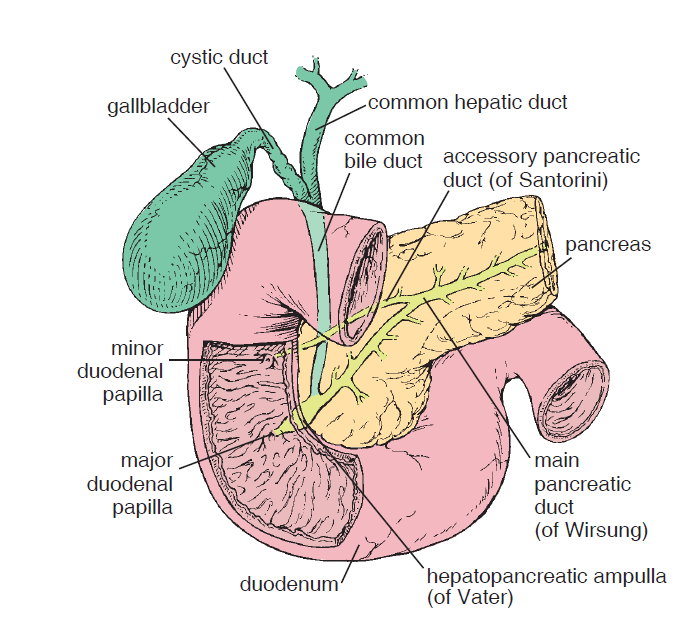 cystic duct
gallbladder
common hepatic duct
common
bile duct
accessory pancreatic
duct (of Santorini)
pancreas
minor
duodenal
papilla
major
duodenal
papilla
main
pancreatic
duct
(of Wirsung)
duodenum
hepatopancreatic ampulla
(of Vater)